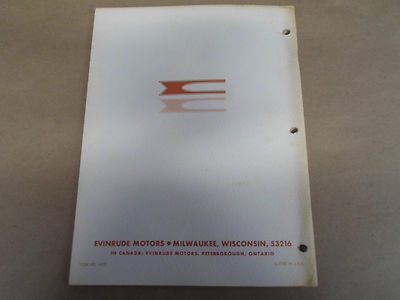 EVINRUDE MOTORS • MILWAUKEE, WISCONSIN, 53216
IN CANADA: EVINRUDE MOTORS, PETERBOROUGH, ONTARIO